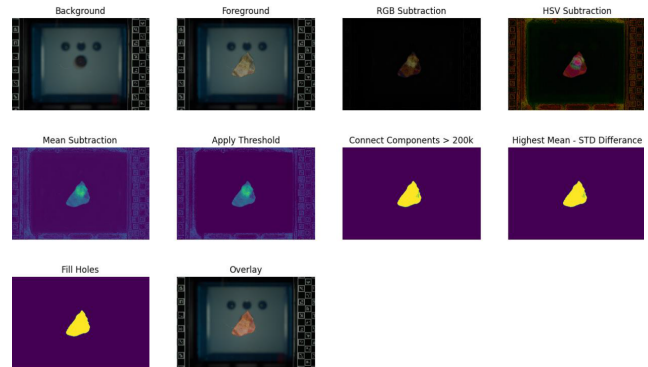 Background
Foreground
RGB Subtraction
HSV Subtraction
Mean Subtraction
Apply Threshold
Connect Components > 200k
Highest Mean - STD Differance
Fill Holes
Overlay